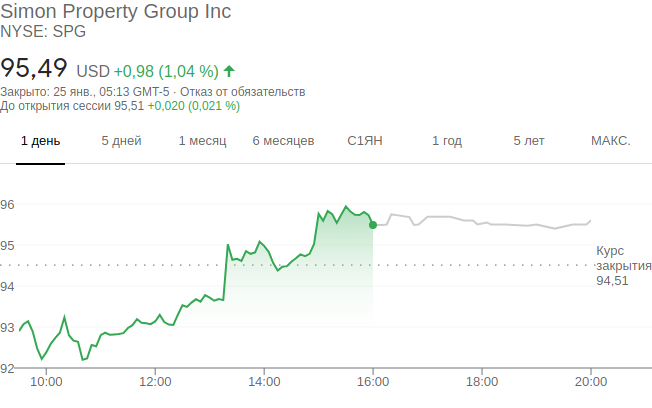 Simon Property Group Inc
NYSE: SPG
95,49 USD +0,98 (1,04 %)
Закрыто: 25 янв., 05:13 GMT-5 · Отказ от обязательств
До открытия сессии 95,51 +0,020 (0,021 %)
1 день 5 дней 1 месяц 6 месяцев С1ЯН 1 год 5 лет МАКС.
96
95
94
93
92
Курс
закрытия
94,51
10:00 12:00 14:00 16:00 18:00 20:00